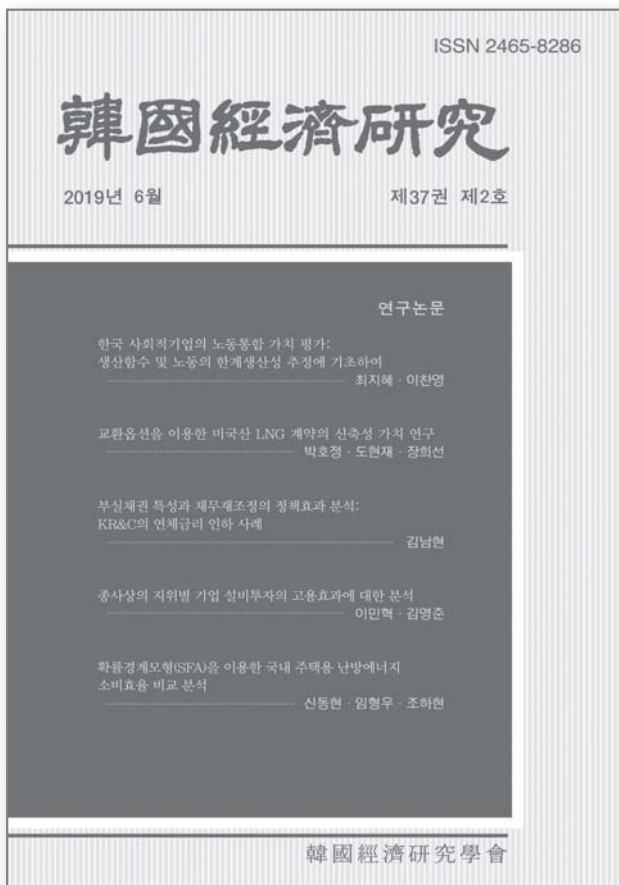 ISSN 2465-8286
韓國經濟研究
2019년 6월 제37권 제2호
연구논문
한국 사회적기업의 노동통합 가치 평가:
생산함수 및 노동의 한계생산성 추정에 기초하여
최지혜 · 이찬영
교환옵션을 이용한 미국산 LNG 계약의 신축성 가치 연구
박호정 · 도현재 · 장희선
부실채권 특성과 채무재조정의 정책효과 분석:
KR&C의 연체금리 인하 사례
김남현
종사상의 지위별 기업 설비투자의 고용효과에 대한 분석
이민혁 · 김영준
확률경계모형(SFA)을 이용한 국내 주택용 난방에너지
소비효율 비교 분석
신동현 · 임형우 · 조하현
韓國經濟研究學會